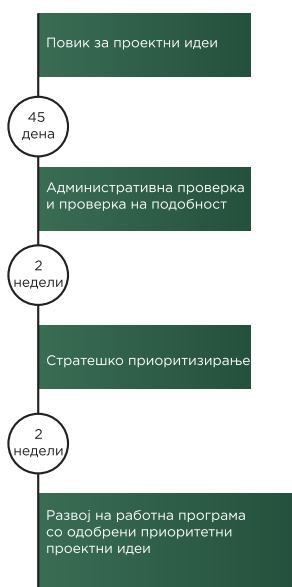 Повик за проектни идеи
45
дена
Административна проверка
и проверка на подобност
2
недели
Стратешко приоритизирање
2
недели
Развој на работна програма
со одобрени приоритетни
проектни идеи